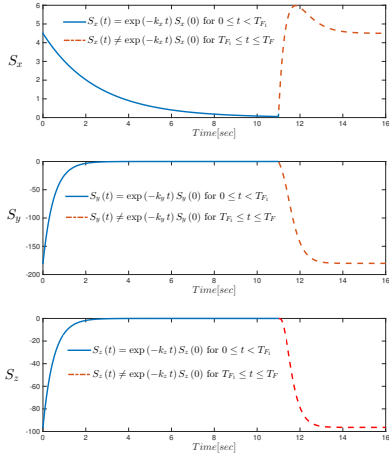 6
5
4
3
2
1
0
S_x
S_x (t) = exp (−k_x t) S_x (0) for 0 ≤ t < T_{F_i}
S_x (t) ≠ exp (−k_x t) S_x (0) for T_{F_i} ≤ t ≤ T_F
0 2 4 6 8 10 12 14 16
Time[sec]
0
-50
-100
-150
-200
S_y
S_y (t) = exp (−k_y t) S_y (0) for 0 ≤ t < T_{F_i}
S_y (t) ≠ exp (−k_y t) S_y (0) for T_{F_i} ≤ t ≤ T_F
0 2 4 6 8 10 12 14 16
Time[sec]
0
-20
-40
-60
-80
-100
S_z
S_z (t) = exp (−k_z t) S_z (0) for 0 ≤ t < T_{F_i}
S_z (t) ≠ exp (−k_z t) S_z (0) for T_{F_i} ≤ t ≤ T_F
0 2 4 6 8 10 12 14 16
Time[sec]